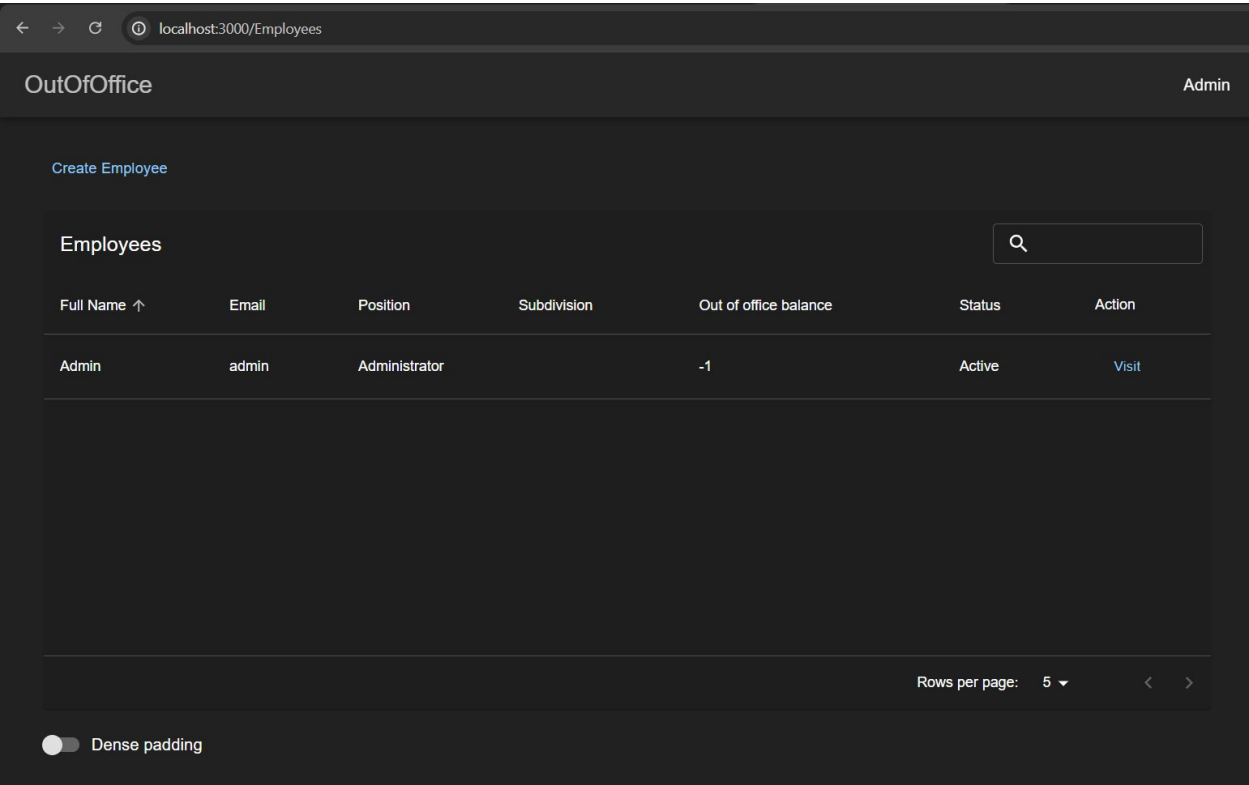 localhost:3000/Employees
OutOfOffice Admin
Create Employee
Employees
Full Name Email Position Subdivision Out of office balance Status Action
Admin admin Administrator -1 Active Visit
Rows per page: 5
Dense padding